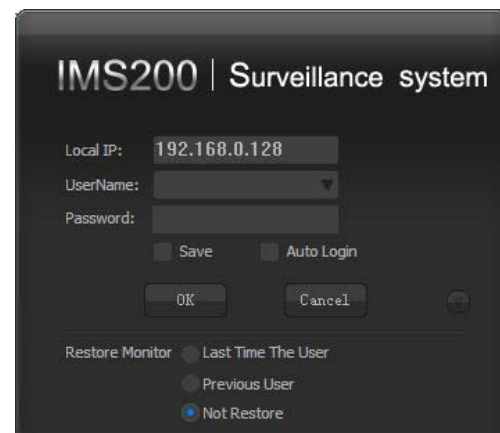 IMS200 | Surveillance system
Local IP: 192.168.0.128
UserName:
Password:
Save Auto Login
OK Cancel
Restore Monitor Last Time The User
Previous User
Not Restore